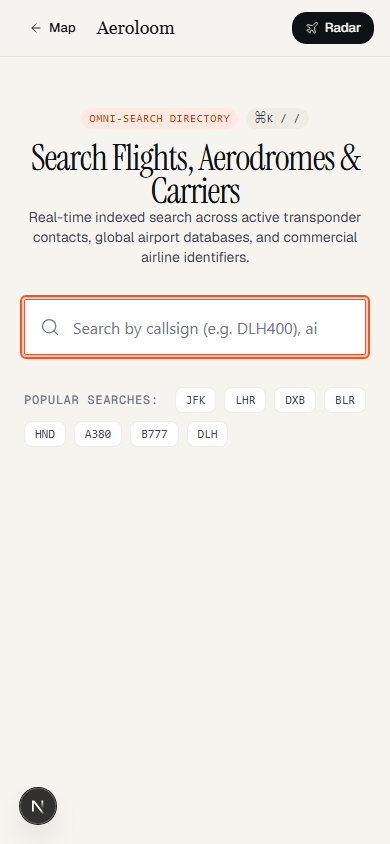 ← Map Aeroloom Radar
OMNI-SEARCH DIRECTORY ⌘K / /
Search Flights, Aerodromes &
Carriers
Real-time indexed search across active transponder
contacts, global airport databases, and commercial
airline identifiers.
Search by callsign (e.g. DLH400), ai
POPULAR SEARCHES: JFK LHR DXB BLR
HND A380 B777 DLH
N